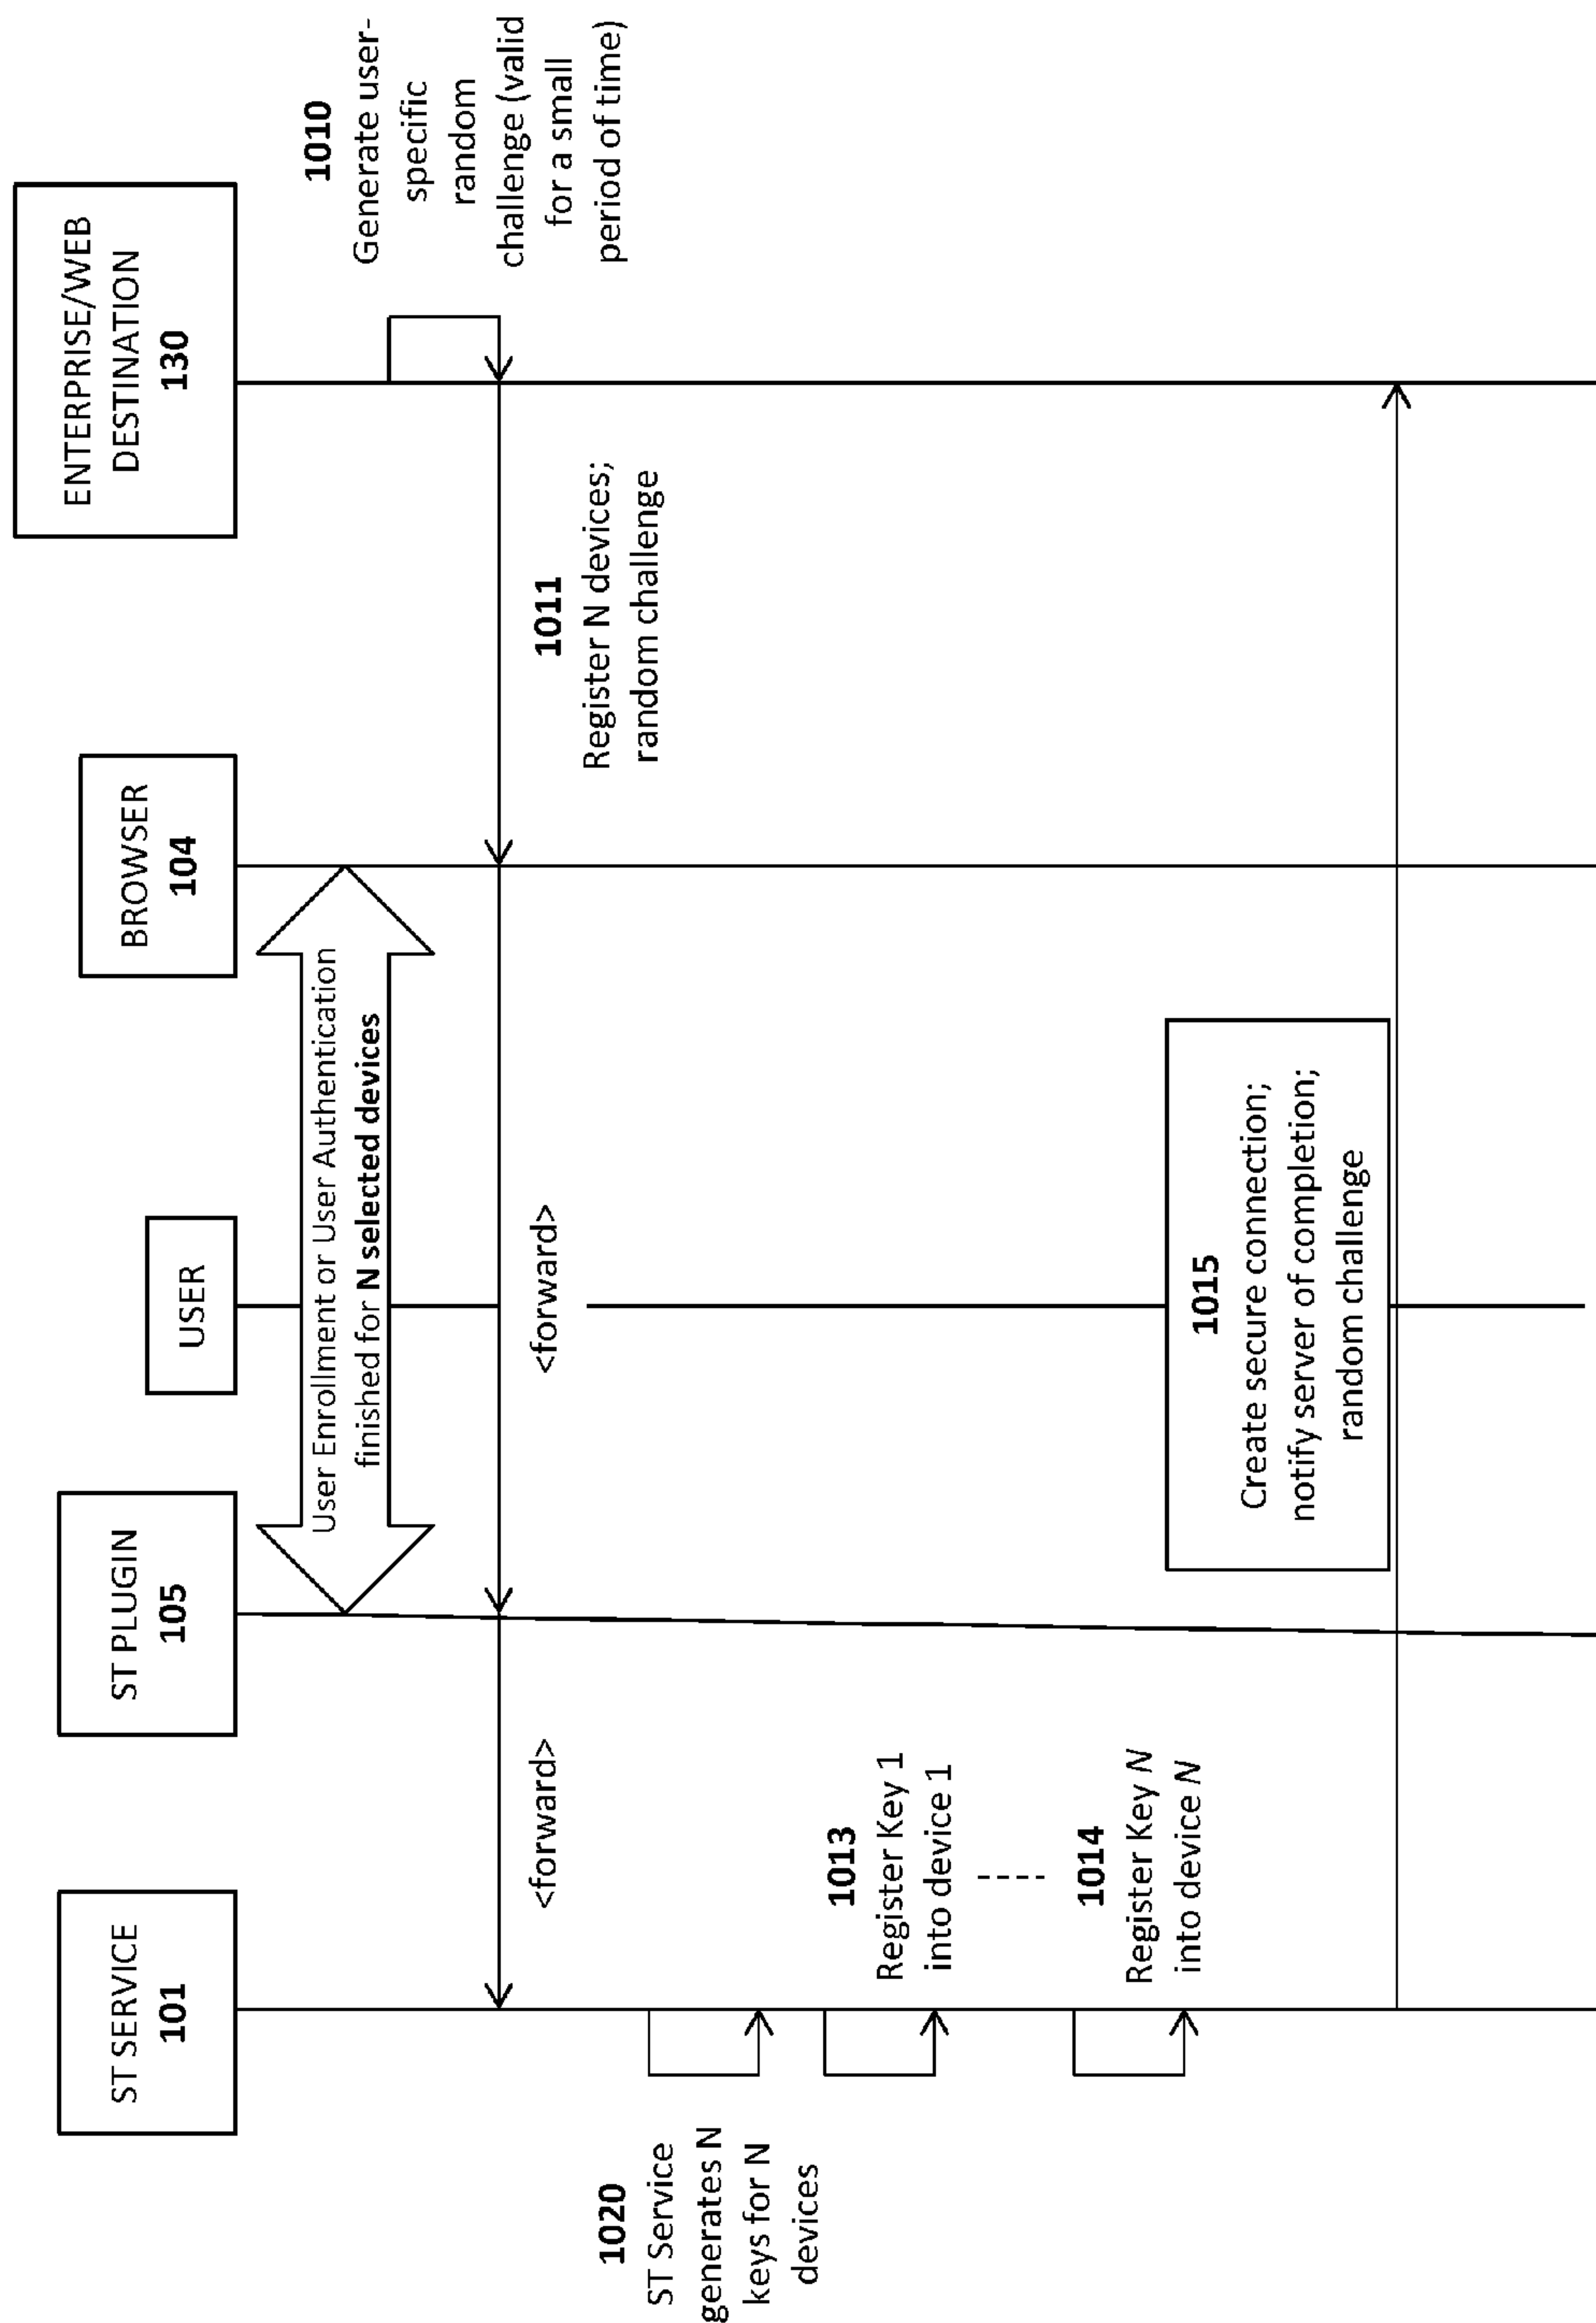 ST SERVICE
101
ST PLUGIN
105
USER
BROWSER
104
ENTERPRISE/WEB
DESTINATION
130
User Enrollment or User Authentication
finished for N selected devices
1010
Generate user-
specific
random
challenge (valid
for a small
period of time)
1011
Register N devices;
random challenge
<forward>
<forward>
1020
ST Service
generates N
keys for N
devices
1013
Register Key 1
into device 1
1014
Register Key N
into device N
1015
Create secure connection;
notify server of completion;
random challenge